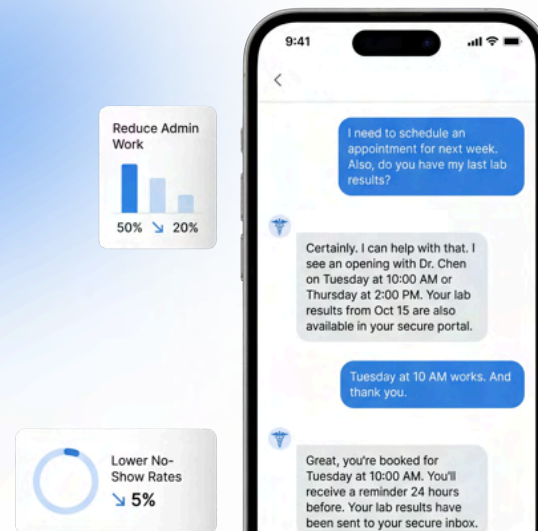 9:41
I need to schedule an
appointment for next week.
Also, do you have my last lab
results?
Reduce Admin
Work
50% ↘ 20%
Certainly. I can help with that. I
see an opening with Dr. Chen
on Tuesday at 10:00 AM or
Thursday at 2:00 PM. Your lab
results from Oct 15 are also
available in your secure portal.
Tuesday at 10 AM works. And
thank you.
Lower No-
Show Rates
↘ 5%
Great, you're booked for
Tuesday at 10:00 AM. You'll
receive a reminder 24 hours
before. Your lab results have
been sent to your secure inbox.